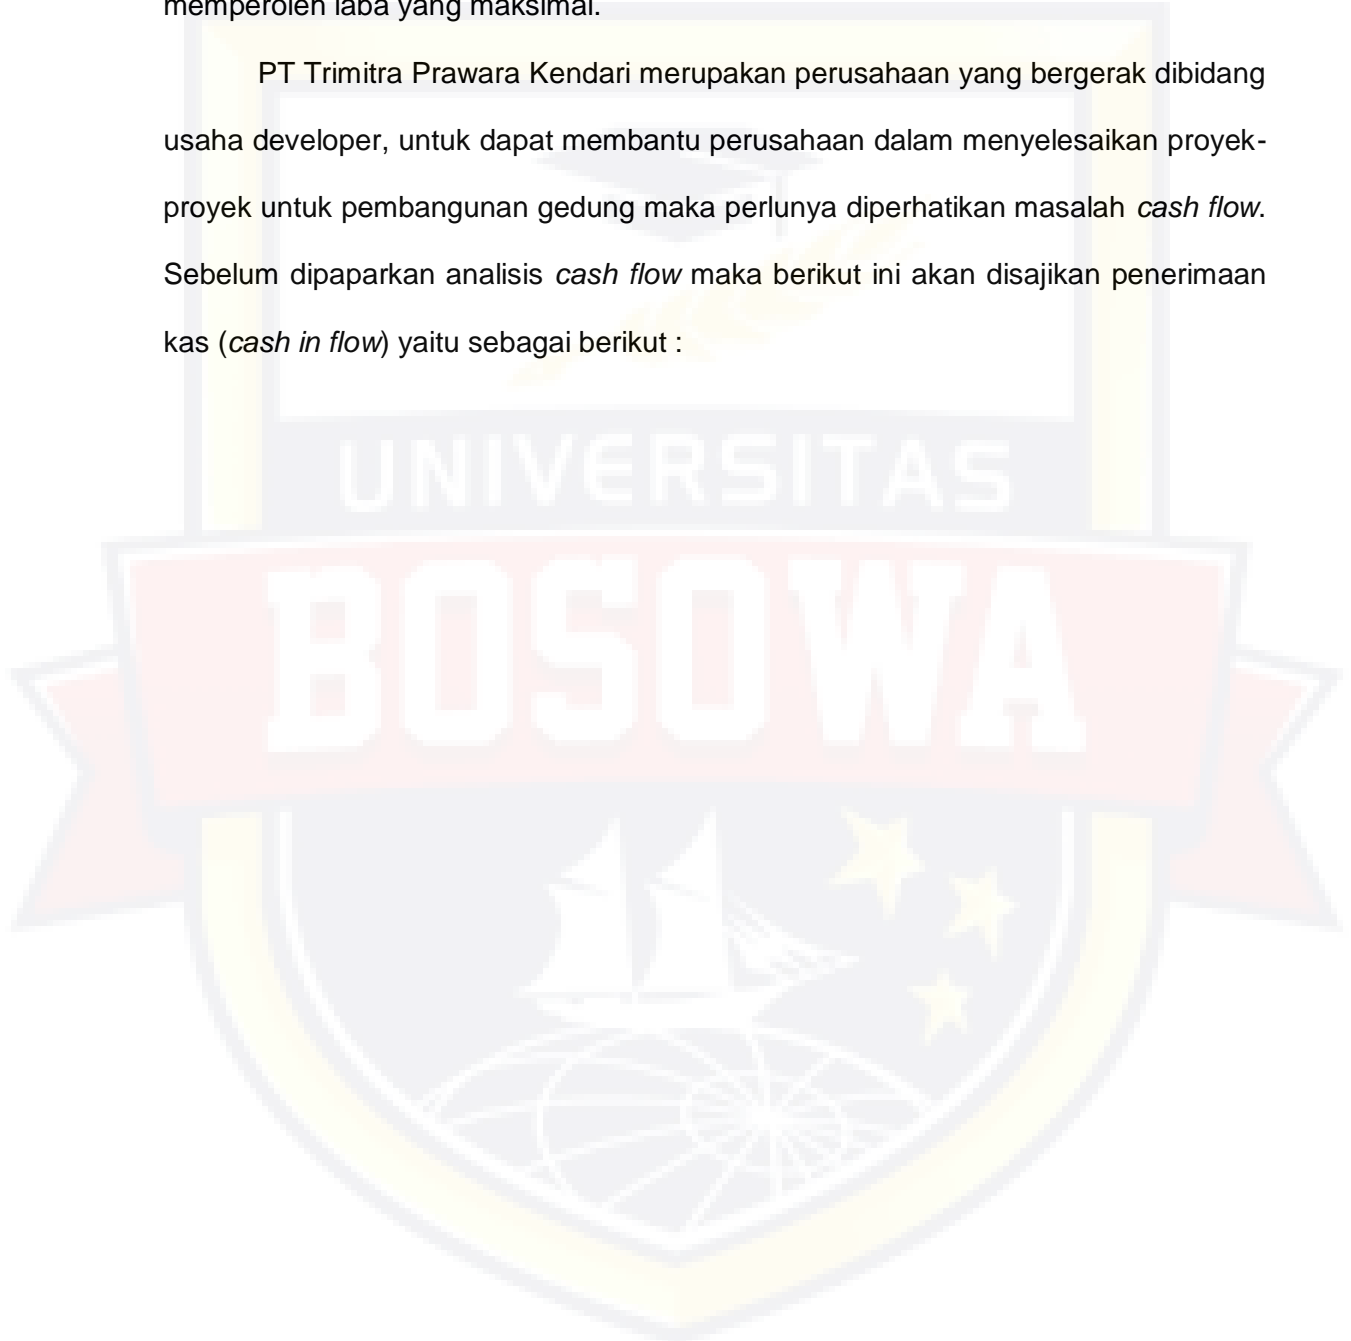 memperoleh laba yang maksimal.
PT Trimitra Prawara Kendari merupakan perusahaan yang bergerak dibidang
usaha developer, untuk dapat membantu perusahaan dalam menyelesaikan proyek-
proyek untuk pembangunan gedung maka perlunya diperhatikan masalah cash flow.
Sebelum dipaparkan analisis cash flow maka berikut ini akan disajikan penerimaan
kas (cash in flow) yaitu sebagai berikut :
UNIVERSITAS
BOSOWA